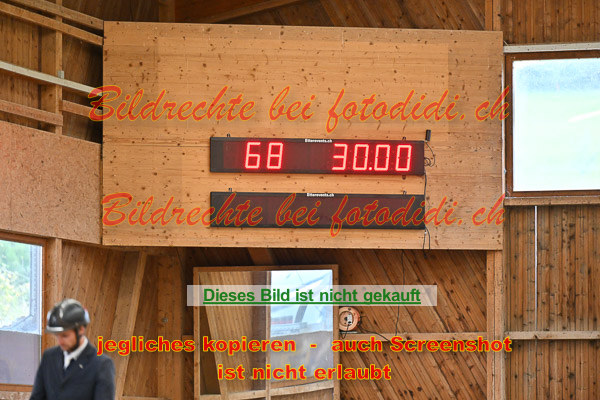 Bildrechte bei fotodidi.ch
68 30.00
Bildrechte bei fotodidi.ch
Dieses Bild ist nicht gekauft
jegliches kopieren - auch Screenshot
ist nicht erlaubt